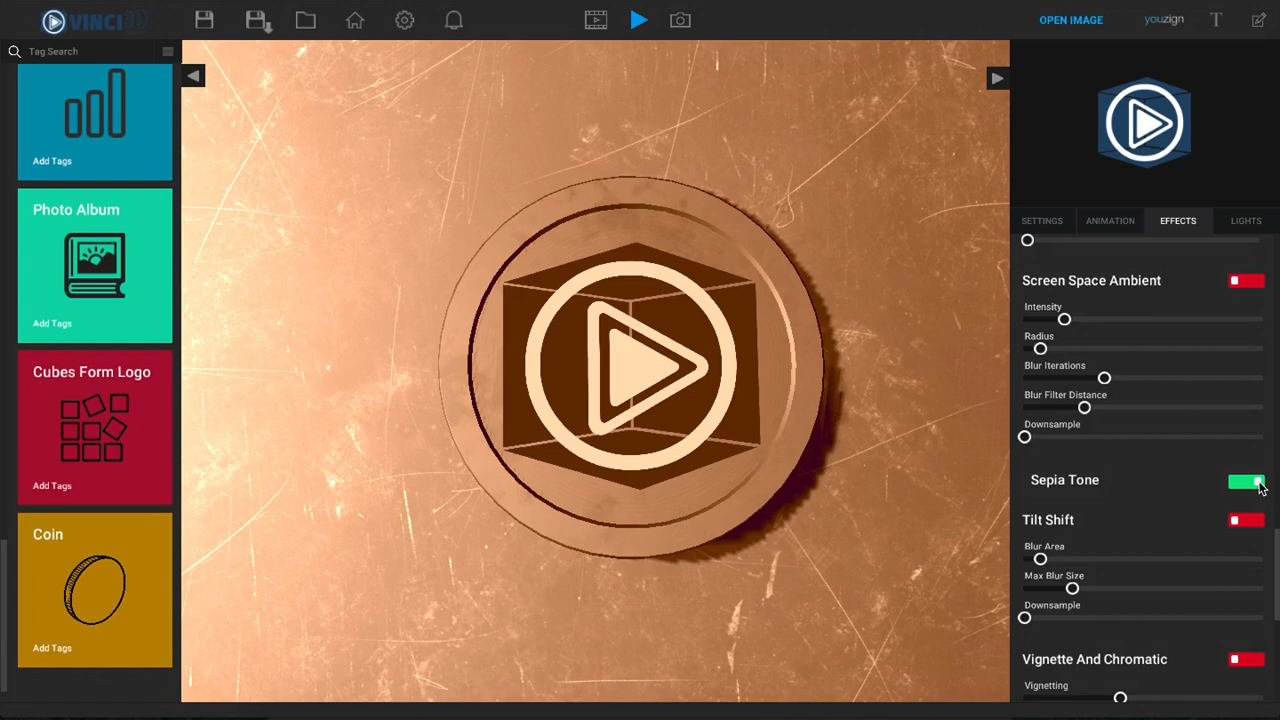 VINCI3D
OPEN IMAGE
youzign
T
Tag Search
Add Tags
Photo Album
Add Tags
Cubes Form Logo
Add Tags
Coin
Add Tags
SETTINGS
ANIMATION
EFFECTS
LIGHTS
Screen Space Ambient
Intensity
Radius
Blur Iterations
Blur Filter Distance
Downsample
Sepia Tone
Tilt Shift
Blur Area
Max Blur Size
Downsample
Vignette And Chromatic
Vignetting